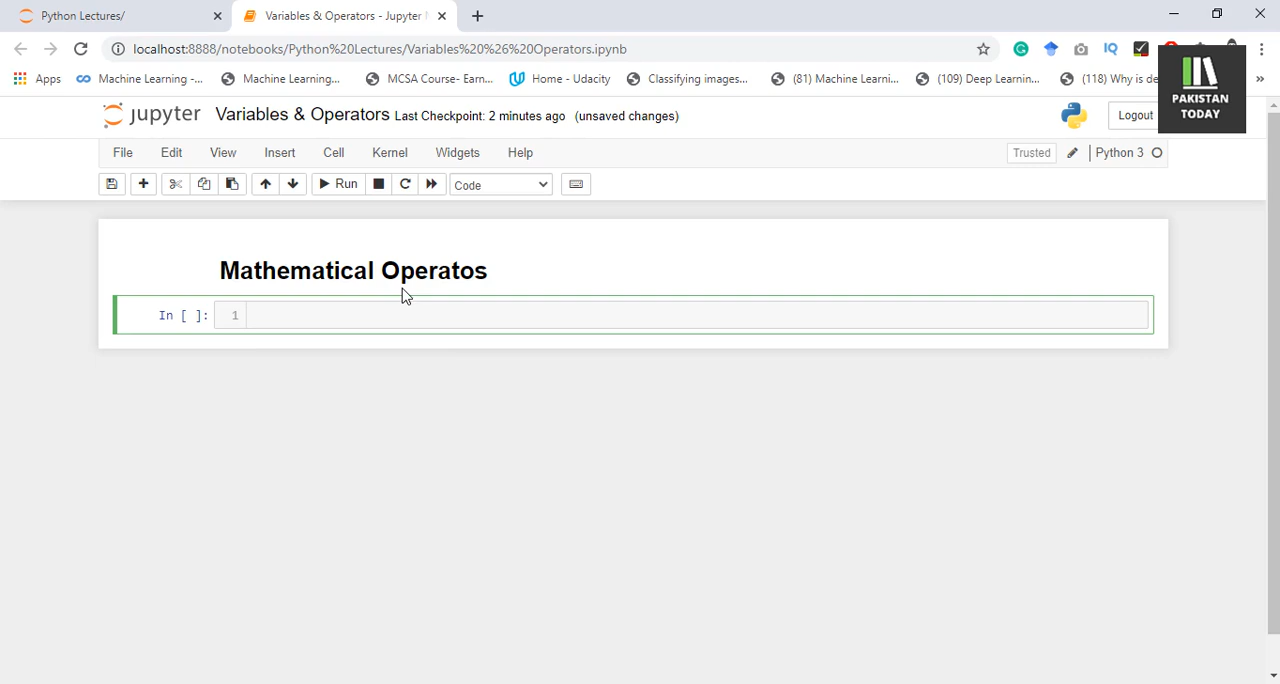 Python Lectures/
Variables & Operators - Jupyter
localhost:8888/notebooks/Python%20Lectures/Variables%20%26%20Operators.ipynb
IQ
Apps Machine Learning -... Machine Learning... MCSA Course- Earn... Home - Udacity Classifying images... (81) Machine Learni... (109) Deep Learnin... (118) Why is de »
PAKISTAN
TODAY
jupyter Variables & Operators Last Checkpoint: 2 minutes ago (unsaved changes) Logout
File Edit View Insert Cell Kernel Widgets Help Trusted Python 3
Run Code
Mathematical Operatos
In [ ]: 1